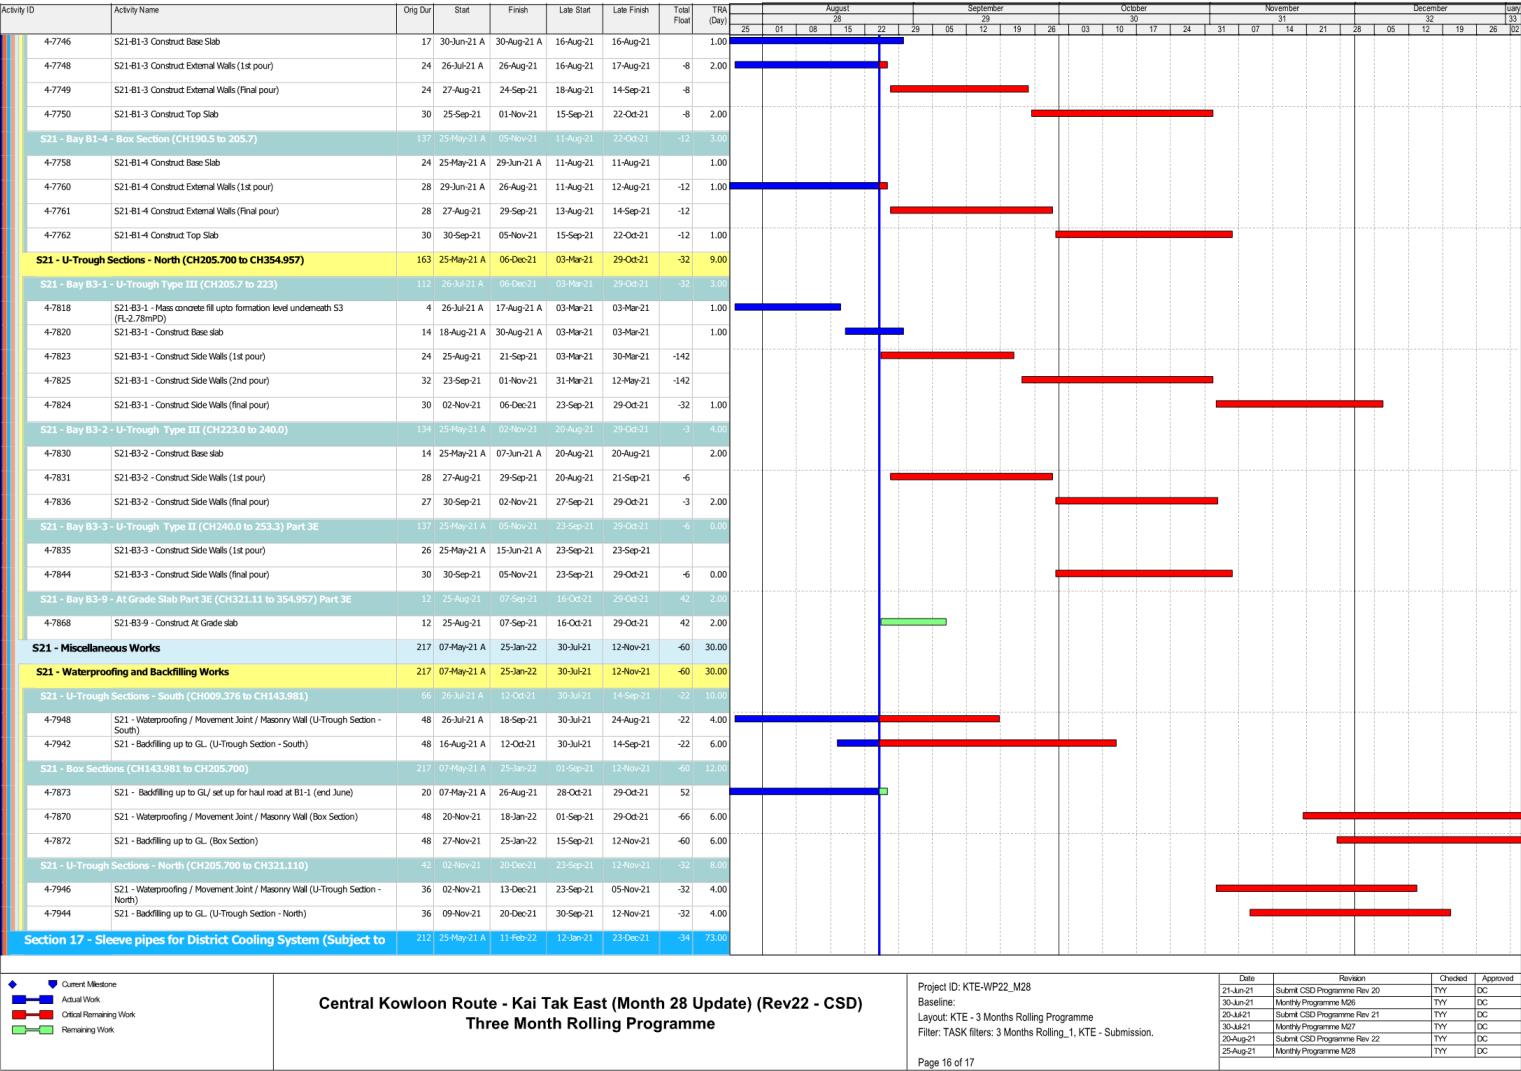 Activity ID Activity Name Orig Dur Start Finish Late Start Late Finish Total Float TRA (Day)
August September October November December uary
28 29 30 31 32 33
25 01 08 15 22 29 05 12 19 26 03 10 17 24 31 07 14 21 28 05 12 19 26 02
4-7746 S21-B1-3 Construct Base Slab 17 30-Jun-21 A 30-Aug-21 A 16-Aug-21 16-Aug-21 1.00
4-7748 S21-B1-3 Construct External Walls (1st pour) 24 26-Jul-21 A 26-Aug-21 16-Aug-21 17-Aug-21 -8 2.00
4-7749 S21-B1-3 Construct External Walls (Final pour) 24 27-Aug-21 24-Sep-21 18-Aug-21 14-Sep-21 -8
4-7750 S21-B1-3 Construct Top Slab 30 25-Sep-21 01-Nov-21 15-Sep-21 22-Oct-21 -8 2.00
S21 - Bay B1-4 - Box Section (CH190.5 to 205.7) 137 25-May-21 A 05-Nov-21 11-Aug-21 22-Oct-21 -12 3.00
4-7758 S21-B1-4 Construct Base Slab 24 25-May-21 A 29-Jun-21 A 11-Aug-21 11-Aug-21 1.00
4-7760 S21-B1-4 Construct External Walls (1st pour) 28 29-Jun-21 A 26-Aug-21 11-Aug-21 12-Aug-21 -12 1.00
4-7761 S21-B1-4 Construct External Walls (Final pour) 28 27-Aug-21 29-Sep-21 13-Aug-21 14-Sep-21 -12
4-7762 S21-B1-4 Construct Top Slab 30 30-Sep-21 05-Nov-21 15-Sep-21 22-Oct-21 -12 1.00
S21 - U-Trough Sections - North (CH205.700 to CH354.957) 163 25-May-21 A 06-Dec-21 03-Mar-21 29-Oct-21 -32 9.00
S21 - Bay B3-1 - U-Trough Type III (CH205.7 to 223) 112 26-Jul-21 A 06-Dec-21 03-Mar-21 29-Oct-21 -32 3.00
4-7818 S21-B3-1 - Mass concrete fill upto formation level underneath S3 4 26-Jul-21 A 17-Aug-21 A 03-Mar-21 03-Mar-21 1.00
(FL-2.78mPD)
4-7820 S21-B3-1 - Construct Base slab 14 18-Aug-21 A 30-Aug-21 A 03-Mar-21 03-Mar-21 1.00
4-7823 S21-B3-1 - Construct Side Walls (1st pour) 24 25-Aug-21 21-Sep-21 03-Mar-21 30-Mar-21 -142
4-7825 S21-B3-1 - Construct Side Walls (2nd pour) 32 23-Sep-21 01-Nov-21 31-Mar-21 12-May-21 -142
4-7824 S21-B3-1 - Construct Side Walls (final pour) 30 02-Nov-21 06-Dec-21 23-Sep-21 29-Oct-21 -32 1.00
S21 - Bay B3-2 - U-Trough Type III (CH223.0 to 240.0) 134 25-May-21 A 02-Nov-21 20-Aug-21 29-Oct-21 -3 4.00
4-7830 S21-B3-2 - Construct Base slab 14 25-May-21 A 07-Jun-21 A 20-Aug-21 20-Aug-21 2.00
4-7831 S21-B3-2 - Construct Side Walls (1st pour) 28 27-Aug-21 29-Sep-21 20-Aug-21 21-Sep-21 -6
4-7836 S21-B3-2 - Construct Side Walls (final pour) 27 30-Sep-21 02-Nov-21 27-Sep-21 29-Oct-21 -3 2.00
S21 - Bay B3-3 - U-Trough Type II (CH240.0 to 253.3) Part 3E 137 25-May-21 A 05-Nov-21 23-Sep-21 29-Oct-21 -6 0.00
4-7835 S21-B3-3 - Construct Side Walls (1st pour) 26 25-May-21 A 15-Jun-21 A 23-Sep-21 23-Sep-21
4-7844 S21-B3-3 - Construct Side Walls (final pour) 30 30-Sep-21 05-Nov-21 23-Sep-21 29-Oct-21 -6 0.00
S21 - Bay B3-9 - At Grade Slab Part 3E (CH321.11 to 354.957) Part 3E 12 25-Aug-21 07-Sep-21 16-Oct-21 29-Oct-21 42 2.00
4-7868 S21-B3-9 - Construct At Grade slab 12 25-Aug-21 07-Sep-21 16-Oct-21 29-Oct-21 42 2.00
S21 - Miscellaneous Works 217 07-May-21 A 25-Jan-22 30-Jul-21 12-Nov-21 -60 30.00
S21 - Waterproofing and Backfilling Works 217 07-May-21 A 25-Jan-22 30-Jul-21 12-Nov-21 -60 30.00
S21 - U-Trough Sections - South (CH009.376 to CH143.981) 66 26-Jul-21 A 12-Oct-21 30-Jul-21 14-Sep-21 -22 10.00
4-7948 S21 - Waterproofing / Movement Joint / Masonry Wall (U-Trough Section - 48 26-Jul-21 A 18-Sep-21 30-Jul-21 24-Aug-21 -22 4.00
South)
4-7942 S21 - Backfilling up to GL. (U-Trough Section - South) 48 16-Aug-21 A 12-Oct-21 30-Jul-21 14-Sep-21 -22 6.00
S21 - Box Sections (CH143.981 to CH205.700) 217 07-May-21 A 25-Jan-22 01-Sep-21 12-Nov-21 -60 12.00
4-7873 S21 - Backfilling up to GL/ set up for haul road at B1-1 (end June) 20 07-May-21 A 26-Aug-21 28-Oct-21 29-Oct-21 52
4-7870 S21 - Waterproofing / Movement Joint / Masonry Wall (Box Section) 48 20-Nov-21 18-Jan-22 01-Sep-21 29-Oct-21 -66 6.00
4-7872 S21 - Backfilling up to GL. (Box Section) 48 27-Nov-21 25-Jan-22 15-Sep-21 12-Nov-21 -60 6.00
S21 - U-Trough Sections - North (CH205.700 to CH321.110) 42 02-Nov-21 20-Dec-21 23-Sep-21 12-Nov-21 -32 8.00
4-7946 S21 - Waterproofing / Movement Joint / Masonry Wall (U-Trough Section - 36 02-Nov-21 13-Dec-21 23-Sep-21 05-Nov-21 -32 4.00
North)
4-7944 S21 - Backfilling up to GL. (U-Trough Section - North) 36 09-Nov-21 20-Dec-21 30-Sep-21 12-Nov-21 -32 4.00
Section 17 - Sleeve pipes for District Cooling System (Subject to 212 25-May-21 A 11-Feb-22 12-Jan-21 23-Dec-21 -34 73.00
Current Milestone
Actual Work
Critical Remaining Work
Remaining Work
Central Kowloon Route - Kai Tak East (Month 28 Update) (Rev22 - CSD)
Three Month Rolling Programme
Project ID: KTE-WP22_M28
Baseline:
Layout: KTE - 3 Months Rolling Programme
Filter: TASK filters: 3 Months Rolling_1, KTE - Submission.
Page 16 of 17
Date Revision Checked Approved
21-Jun-21 Submit CSD Programme Rev 20 TYY DC
30-Jun-21 Monthly Programme M26 TYY DC
20-Jul-21 Submit CSD Programme Rev 21 TYY DC
30-Jul-21 Monthly Programme M27 TYY DC
20-Aug-21 Submit CSD Programme Rev 22 TYY DC
25-Aug-21 Monthly Programme M28 TYY DC